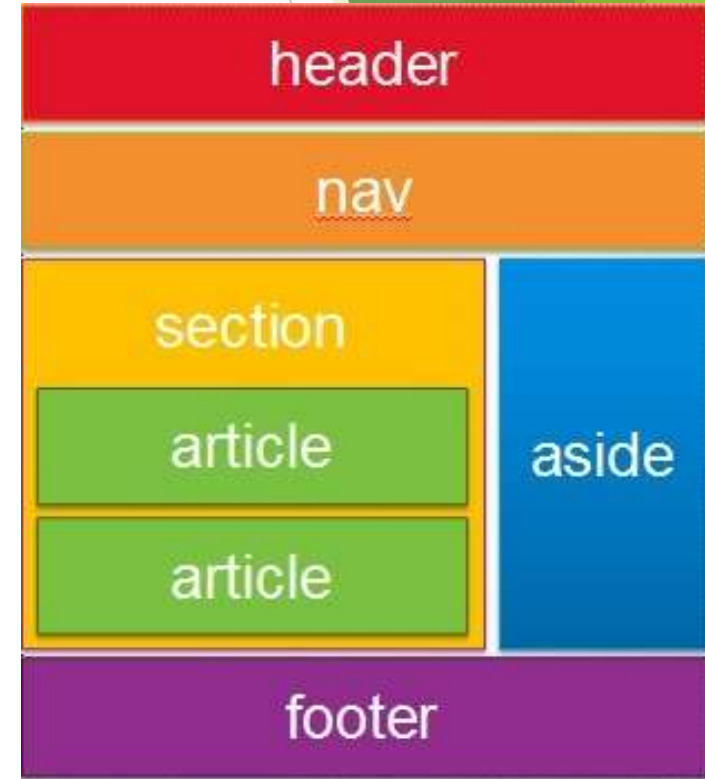 header
nav
section
article
article
aside
footer